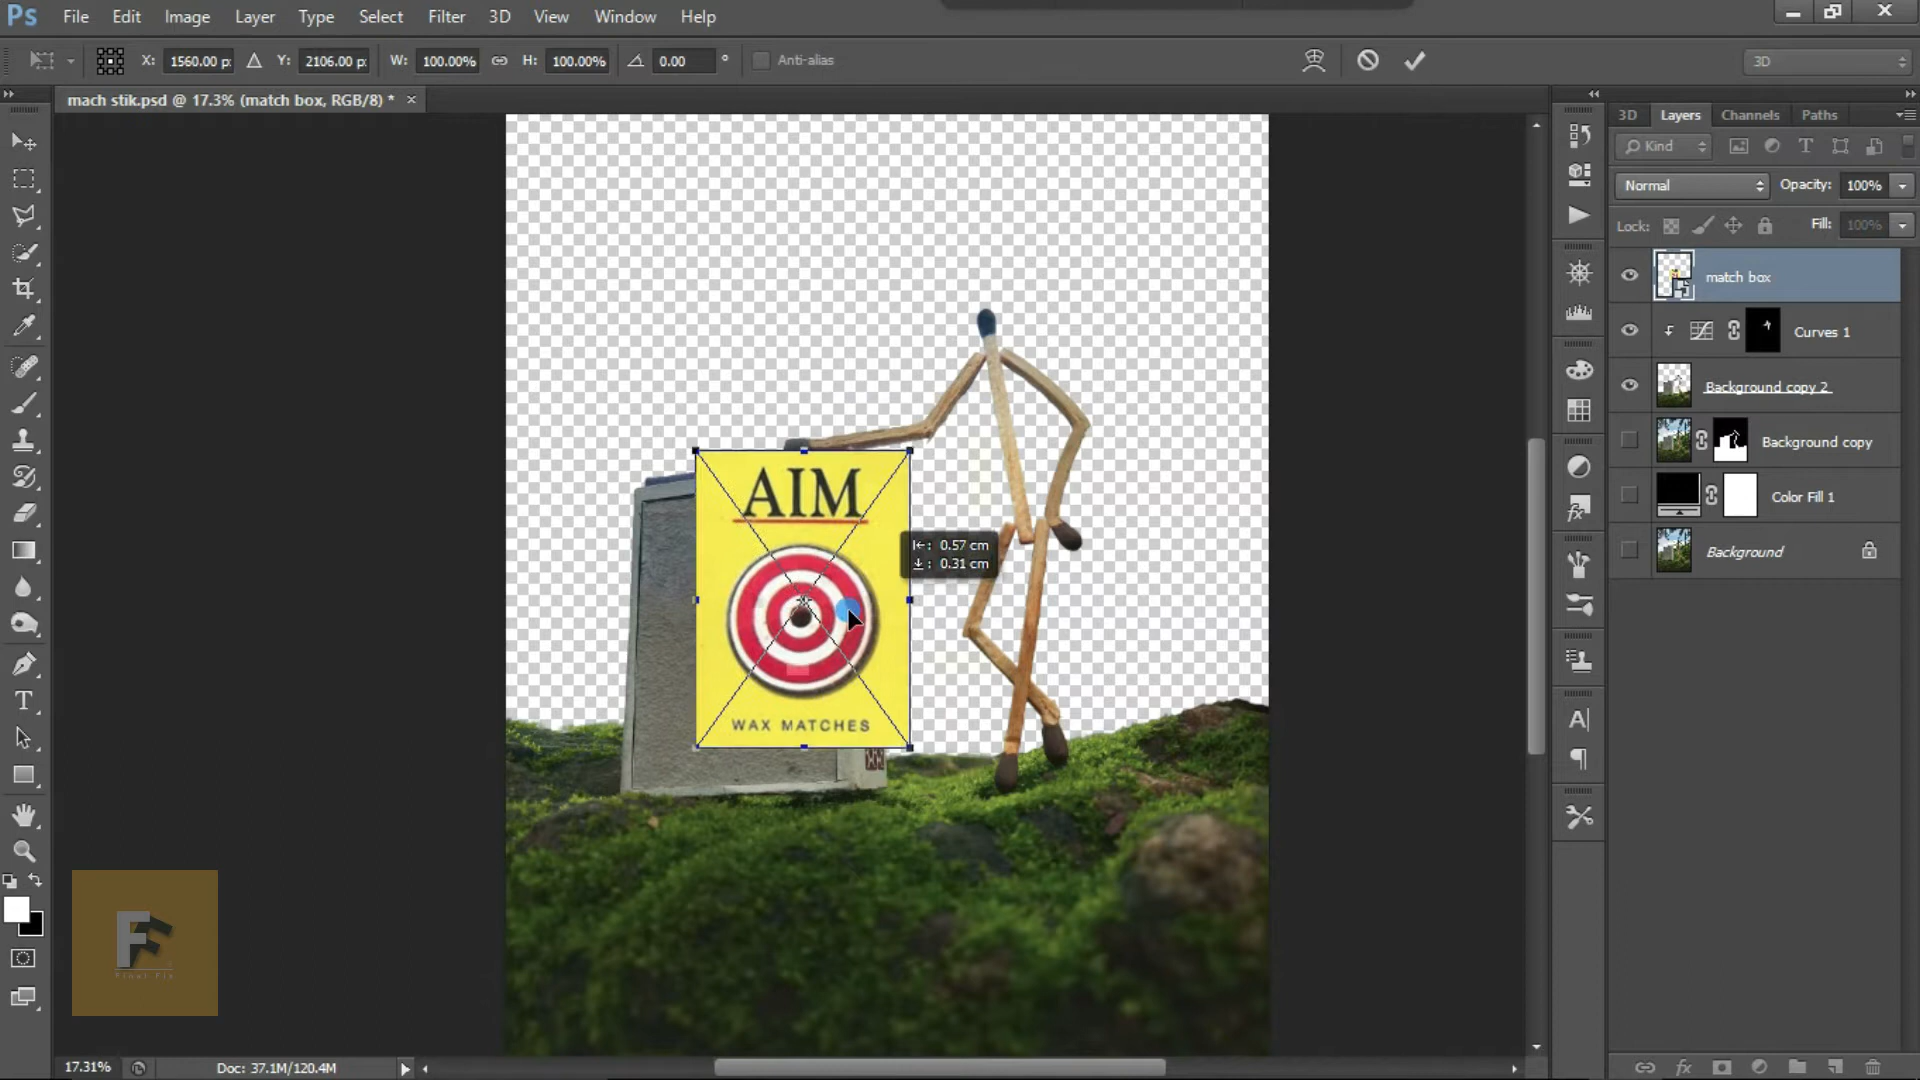 Ps File Edit Image Layer Type Select Filter 3D View Window Help
X: 1560.00 p: Y: 2106.00 p: W: 100.00% H: 100.00% 0.00 ° Anti-alias 3D
mach stik.psd @ 17.3% (match box, RGB/8) * ×
3D Layers Channels Paths
Kind
Normal Opacity: 100%
Lock: Fill: 100%
match box
Curves 1
Background copy 2
Background copy
Color Fill 1
Background
AIM
WAX MATCHES
0.57 cm
0.31 cm
T
A
F
Final Fix
17.31% Doc: 37.1M/120.4M
fx